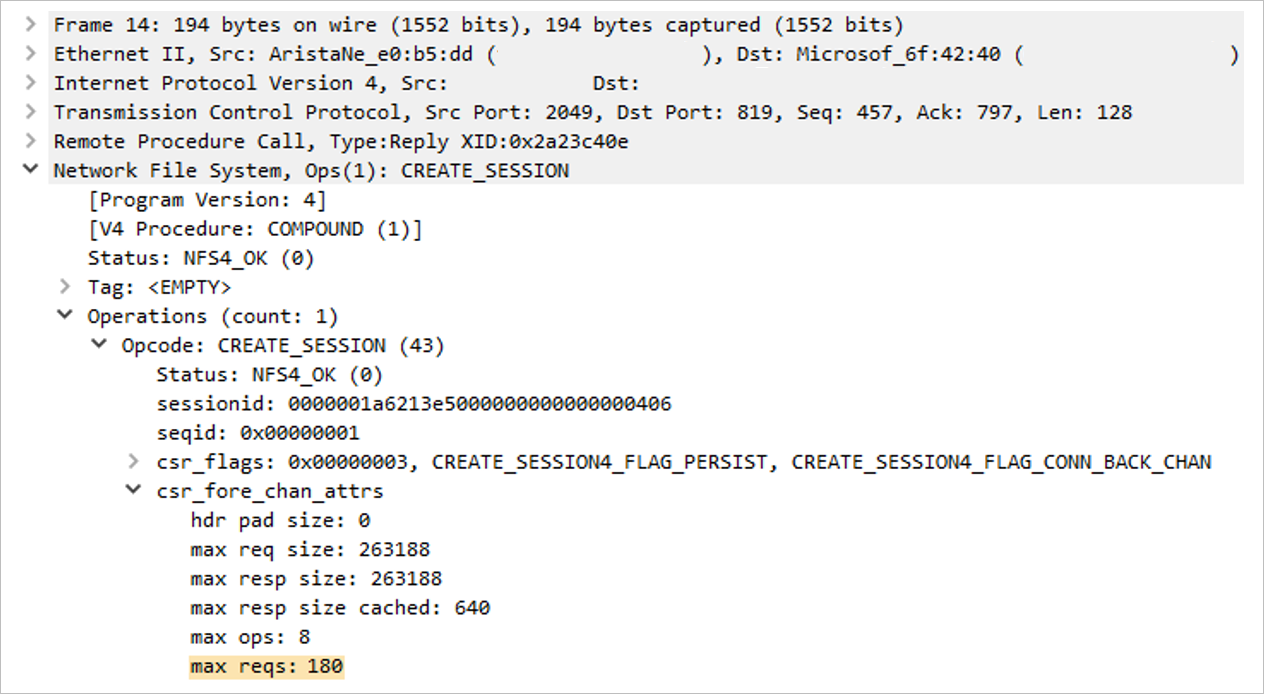 Frame 14: 194 bytes on wire (1552 bits), 194 bytes captured (1552 bits)
Ethernet II, Src: AristaNe_e0:b5:dd ( ), Dst: Microsof_6f:42:40 ( )
Internet Protocol Version 4, Src: Dst:
Transmission Control Protocol, Src Port: 2049, Dst Port: 819, Seq: 457, Ack: 797, Len: 128
Remote Procedure Call, Type:Reply XID:0x2a23c40e
Network File System, Ops(1): CREATE_SESSION
[Program Version: 4]
[V4 Procedure: COMPOUND (1)]
Status: NFS4_OK (0)
Tag: <EMPTY>
Operations (count: 1)
Opcode: CREATE_SESSION (43)
Status: NFS4_OK (0)
sessionid: 0000001a6213e5000000000000000406
seqid: 0x00000001
csr_flags: 0x00000003, CREATE_SESSION4_FLAG_PERSIST, CREATE_SESSION4_FLAG_CONN_BACK_CHAN
csr_fore_chan_attrs
hdr pad size: 0
max req size: 263188
max resp size: 263188
max resp size cached: 640
max ops: 8
max reqs: 180